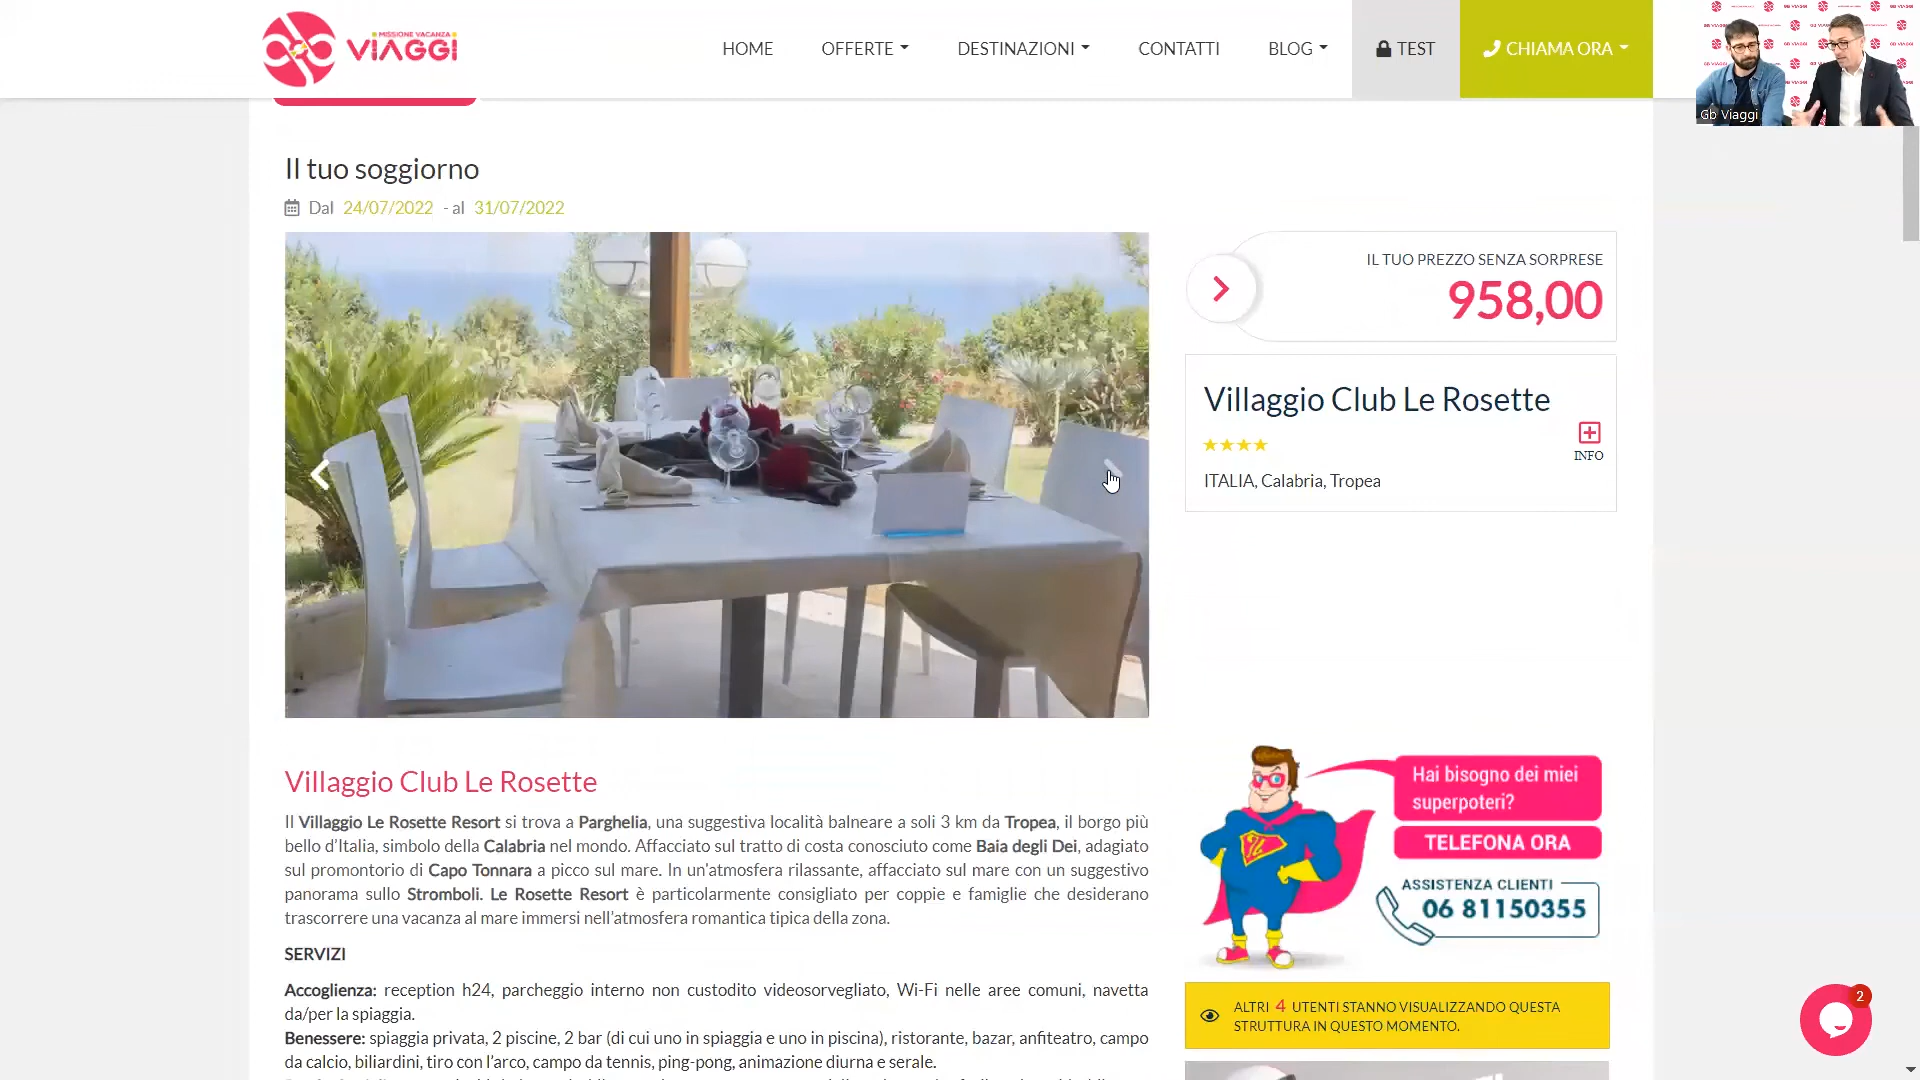 MISSIONE VACANZA
VIAGGI
HOME
OFFERTE
DESTINAZIONI
CONTATTI
BLOG
TEST
CHIAMA ORA
Gb Viaggi
Il tuo soggiorno
Dal 24/07/2022 - al 31/07/2022
IL TUO PREZZO SENZA SORPRESE
958,00
Villaggio Club Le Rosette
INFO
ITALIA, Calabria, Tropea
Villaggio Club Le Rosette
Il Villaggio Le Rosette Resort si trova a Parghelia, una suggestiva località balneare a soli 3 km da Tropea, il borgo più
bello d'Italia, simbolo della Calabria nel mondo. Affacciato sul tratto di costa conosciuto come Baia degli Dei, adagiato
sul promontorio di Capo Tonnara a picco sul mare. In un'atmosfera rilassante, affacciato sul mare con un suggestivo
panorama sullo Stromboli. Le Rosette Resort è particolarmente consigliato per coppie e famiglie che desiderano
trascorrere una vacanza al mare immersi nell'atmosfera romantica tipica della zona.
SERVIZI
Accoglienza: reception h24, parcheggio interno non custodito videosorvegliato, Wi-Fi nelle aree comuni, navetta
da/per la spiaggia.
Benessere: spiaggia privata, 2 piscine, 2 bar (di cui uno in spiaggia e uno in piscina), ristorante, bazar, anfiteatro, campo
da calcio, biliardini, tiro con l'arco, campo da tennis, ping-pong, animazione diurna e serale.
Hai bisogno dei miei
superpoteri?
TELEFONA ORA
ASSISTENZA CLIENTI
06 81150355
ALTRI 4 UTENTI STANNO VISUALIZZANDO QUESTA
STRUTTURA IN QUESTO MOMENTO.
2